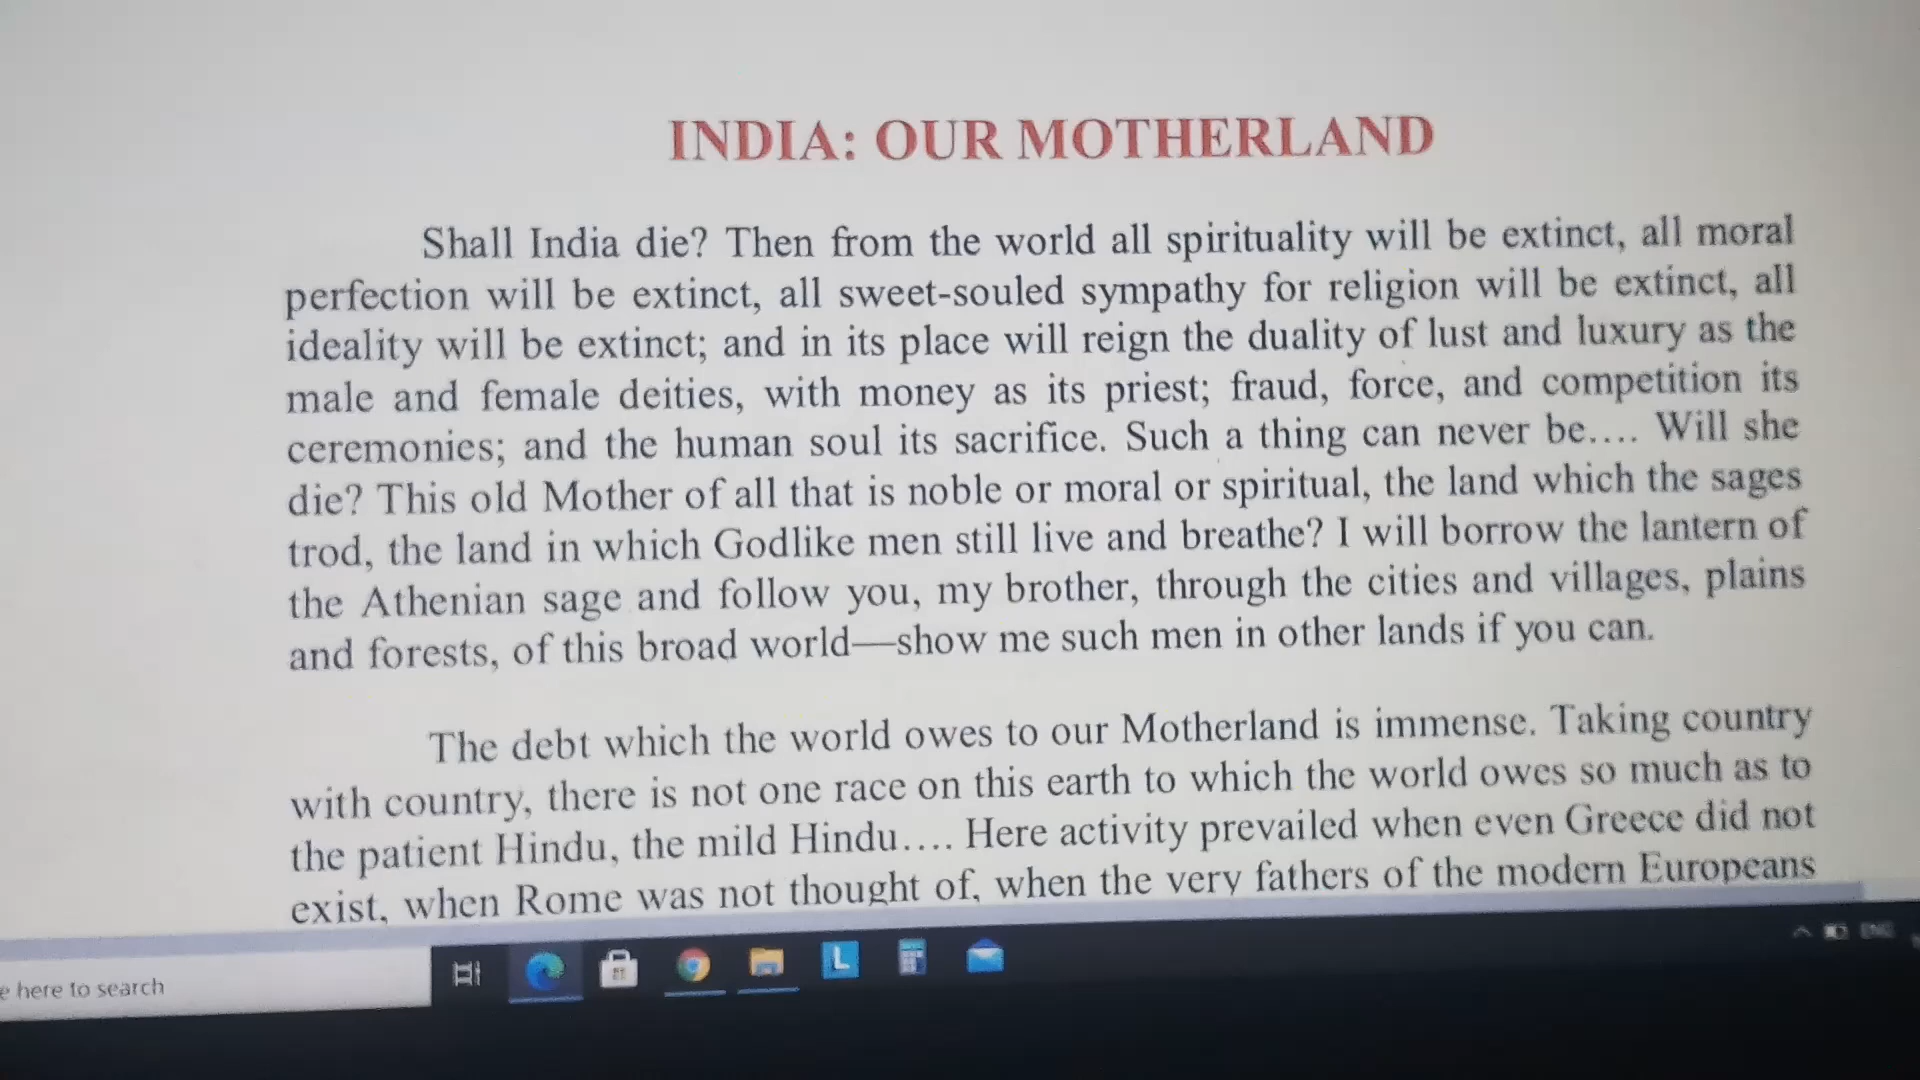 INDIA: OUR MOTHERLAND
Shall India die? Then from the world all spirituality will be extinct, all moral
perfection will be extinct, all sweet-souled sympathy for religion will be extinct, all
ideality will be extinct; and in its place will reign the duality of lust and luxury as the
male and female deities, with money as its priest; fraud, force, and competition its
ceremonies; and the human soul its sacrifice. Such a thing can never be.... Will she
die? This old Mother of all that is noble or moral or spiritual, the land which the sages
trod, the land in which Godlike men still live and breathe? I will borrow the lantern of
the Athenian sage and follow you, my brother, through the cities and villages, plains
and forests, of this broad world—show me such men in other lands if you can.
The debt which the world owes to our Motherland is immense. Taking country
with country, there is not one race on this earth to which the world owes so much as to
the patient Hindu, the mild Hindu.... Here activity prevailed when even Greece did not
exist, when Rome was not thought of, when the very fathers of the modern Europeans
e here to search
L
ENG